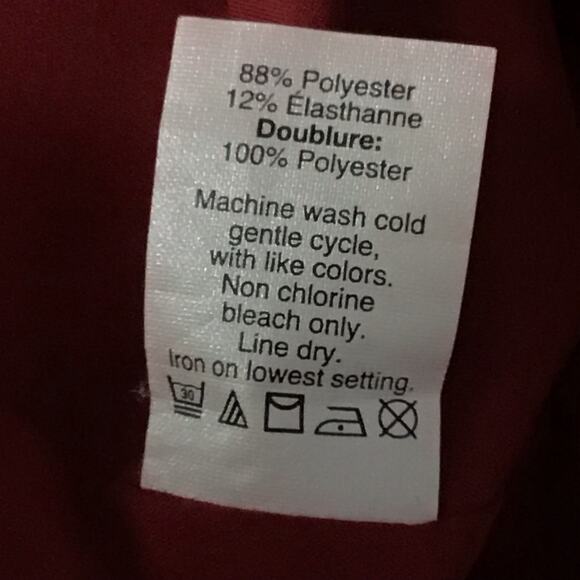 88% Polyester
12% Élasthanne
Doublure:
100% Polyester
Machine wash cold
gentle cycle,
with like colors.
Non chlorine
bleach only.
Line dry.
Iron on lowest setting.
30